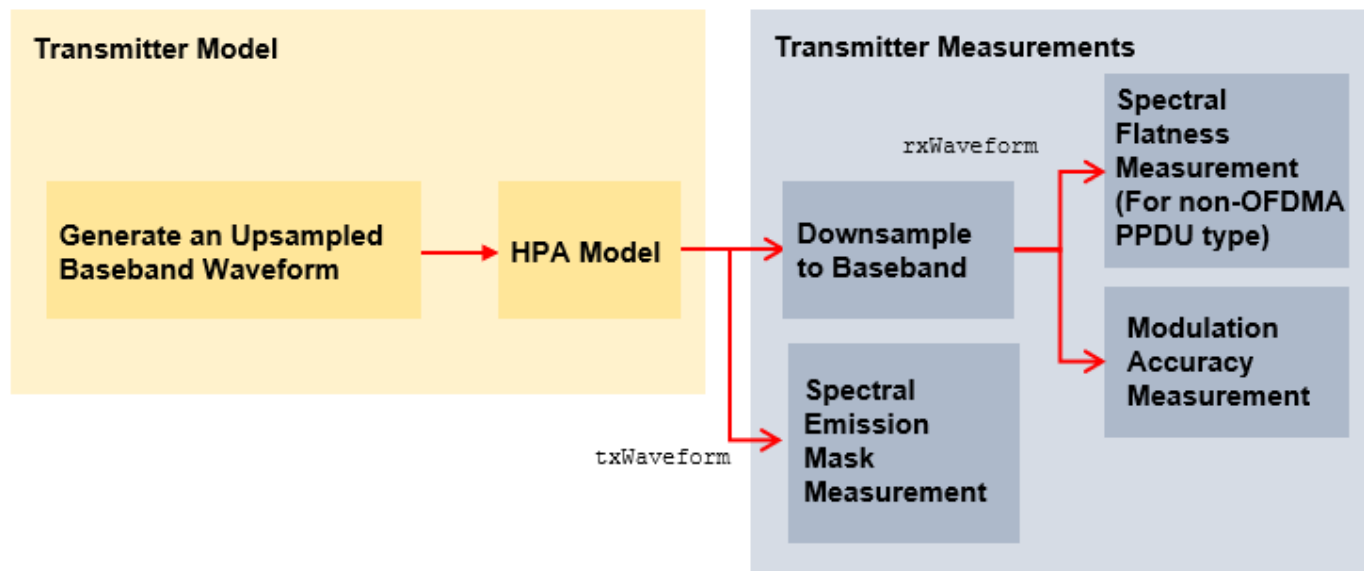 Transmitter Model
Generate an Upsampled
Baseband Waveform
HPA Model
txWaveform
Transmitter Measurements
Downsample
to Baseband
rxWaveform
Spectral
Flatness
Measurement
(For non-OFDMA
PPDU type)
Modulation
Accuracy
Measurement
Spectral
Emission
Mask
Measurement